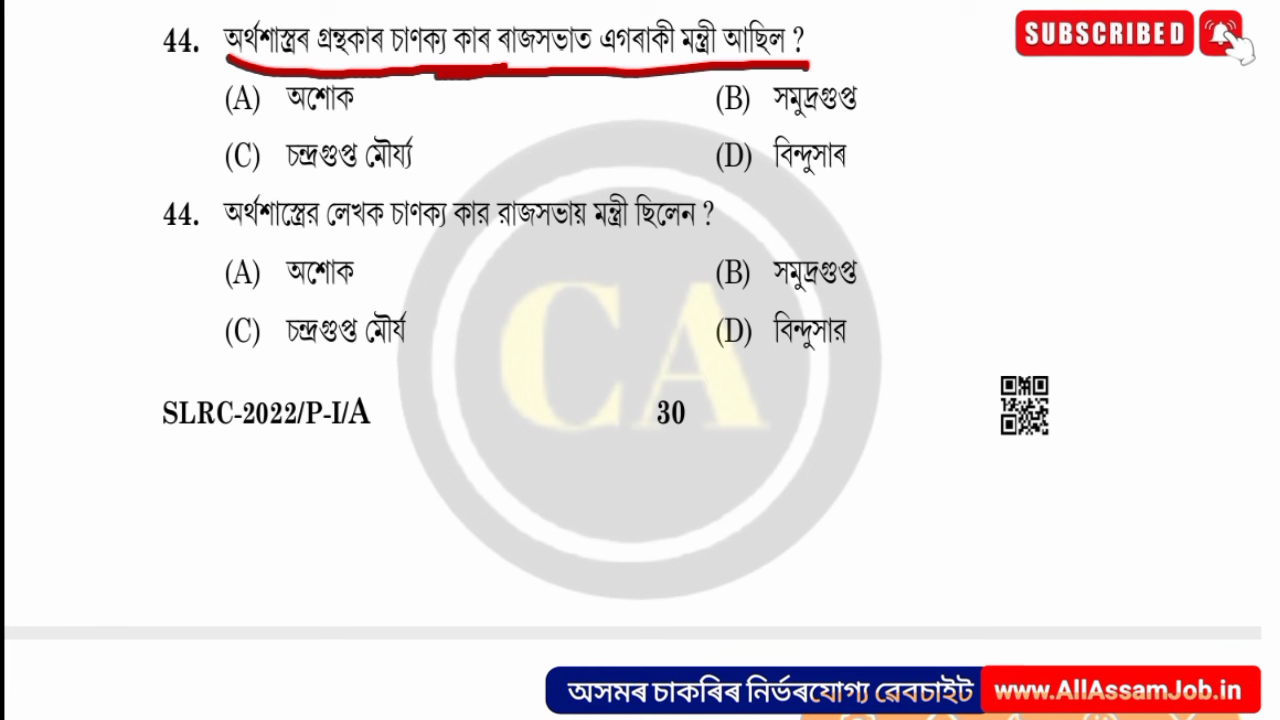 SUBSCRIBED
44. অৰ্থশাস্ত্ৰৰ গ্ৰন্থকাৰ চাণক্য কাৰ ৰাজসভাত এগৰাকী মন্ত্ৰী আছিল ?
(A) অশোক (B) সমুদ্ৰগুপ্ত
(C) চন্দ্ৰগুপ্ত মৌৰ্য্য (D) বিন্দুসাৰ
44. অর্থশাস্ত্রের লেখক চাণক্য কার রাজসভায় মন্ত্রী ছিলেন ?
(A) অশোক (B) সমুদ্রগুপ্ত
(C) চন্দ্রগুপ্ত মৌর্য (D) বিন্দুসার
CA
SLRC-2022/P-I/A 30
অসমৰ চাকৰিৰ নিৰ্ভৰযোগ্য ৱেবচাইট www.AllAssamJob.in